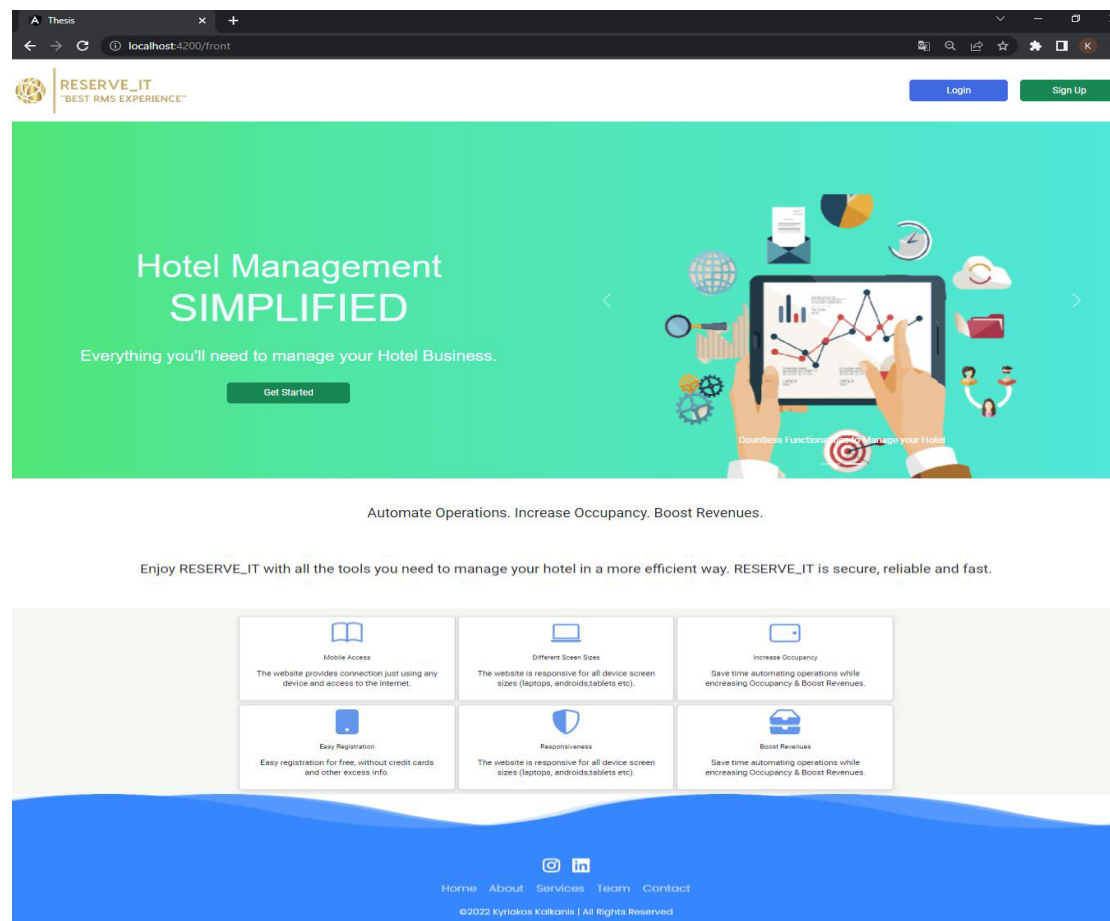 Thesis
localhost:4200/front
K
RESERVE_IT
"BEST RMS EXPERIENCE"
Login
Sign Up
Hotel Management
SIMPLIFIED
Everything you'll need to manage your Hotel Business.
Get Started
Countless Functionalities to Manage your Hotel
Automate Operations. Increase Occupancy. Boost Revenues.
Enjoy RESERVE_IT with all the tools you need to manage your hotel in a more efficient way. RESERVE_IT is secure, reliable and fast.
Mobile Access
The website provides connection just using any
device and access to the internet.
Different Sceen Sizes
The website is responsive for all device screen
sizes (laptops, androids,tablets etc).
Increase Occupancy
Save time automating operations while
encreasing Occupancy & Boost Revenues.
Easy Registration
Easy registration for free, without credit cards
and other excess info.
Responsiveness
The website is responsive for all device screen
sizes (laptops, androids,tablets etc).
Boost Revenues
Save time automating operations while
encreasing Occupancy & Boost Revenues.
Home About Services Team Contact
©2022 Kyriakos Kalkanis | All Rights Reserved